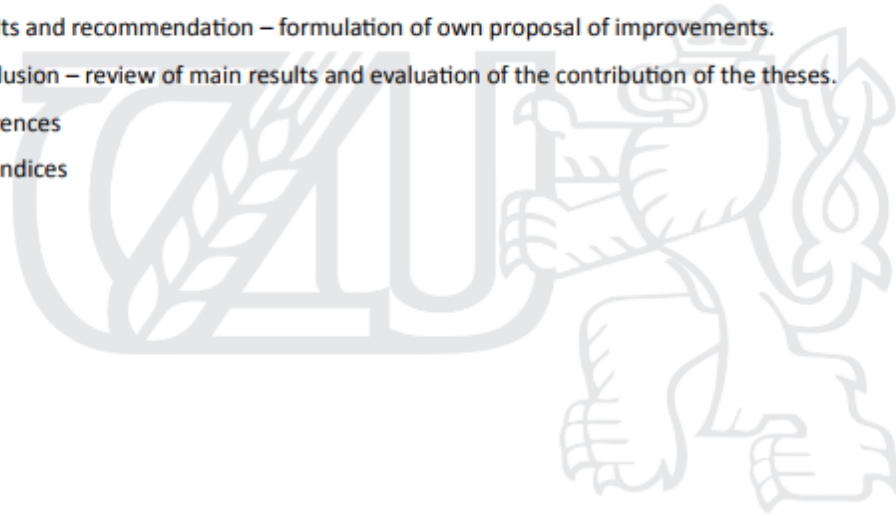 ts and recommendation – formulation of own proposal of improvements.
lusion – review of main results and evaluation of the contribution of the theses.
ences
ndices
CZU